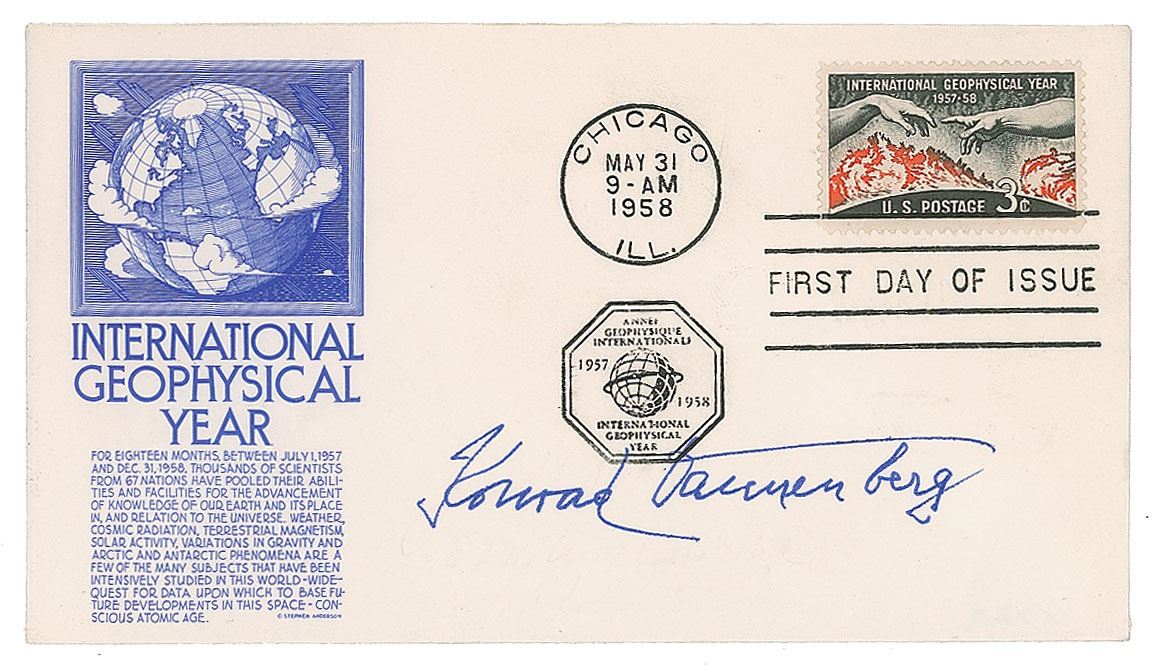 INTERNATIONAL
GEOPHYSICAL
YEAR
FOR EIGHTEEN MONTHS, BETWEEN JULY 1, 1957
AND DEC. 31, 1958, THOUSANDS OF SCIENTISTS
FROM 67 NATIONS HAVE POOLED THEIR ABILI-
TIES AND FACILITIES FOR THE ADVANCEMENT
OF KNOWLEDGE OF OUR EARTH AND ITS PLACE
IN, AND RELATION TO THE UNIVERSE. WEATHER,
COSMIC RADIATION, TERRESTRIAL MAGNETISM,
SOLAR ACTIVITY, VARIATIONS IN GRAVITY AND
ARCTIC AND ANTARCTIC PHENOMENA ARE A
FEW OF THE MANY SUBJECTS THAT HAVE BEEN
INTENSIVELY STUDIED IN THIS WORLD-WIDE-
QUEST FOR DATA UPON WHICH TO BASE FU-
TURE DEVELOPMENTS IN THIS SPACE-CON-
SCIOUS ATOMIC AGE.
© STEPHEN ANDERSON
CHICAGO
MAY 31
9-AM
1958
ILL.
INTERNATIONAL GEOPHYSICAL YEAR
1957-58
U.S. POSTAGE 3¢
FIRST DAY OF ISSUE
ANNEE
GEOPHYSIQUE
INTERNATIONALE
1957
1958
INTERNATIONAL
GEOPHYSICAL
YEAR
Konrad Dannenberg